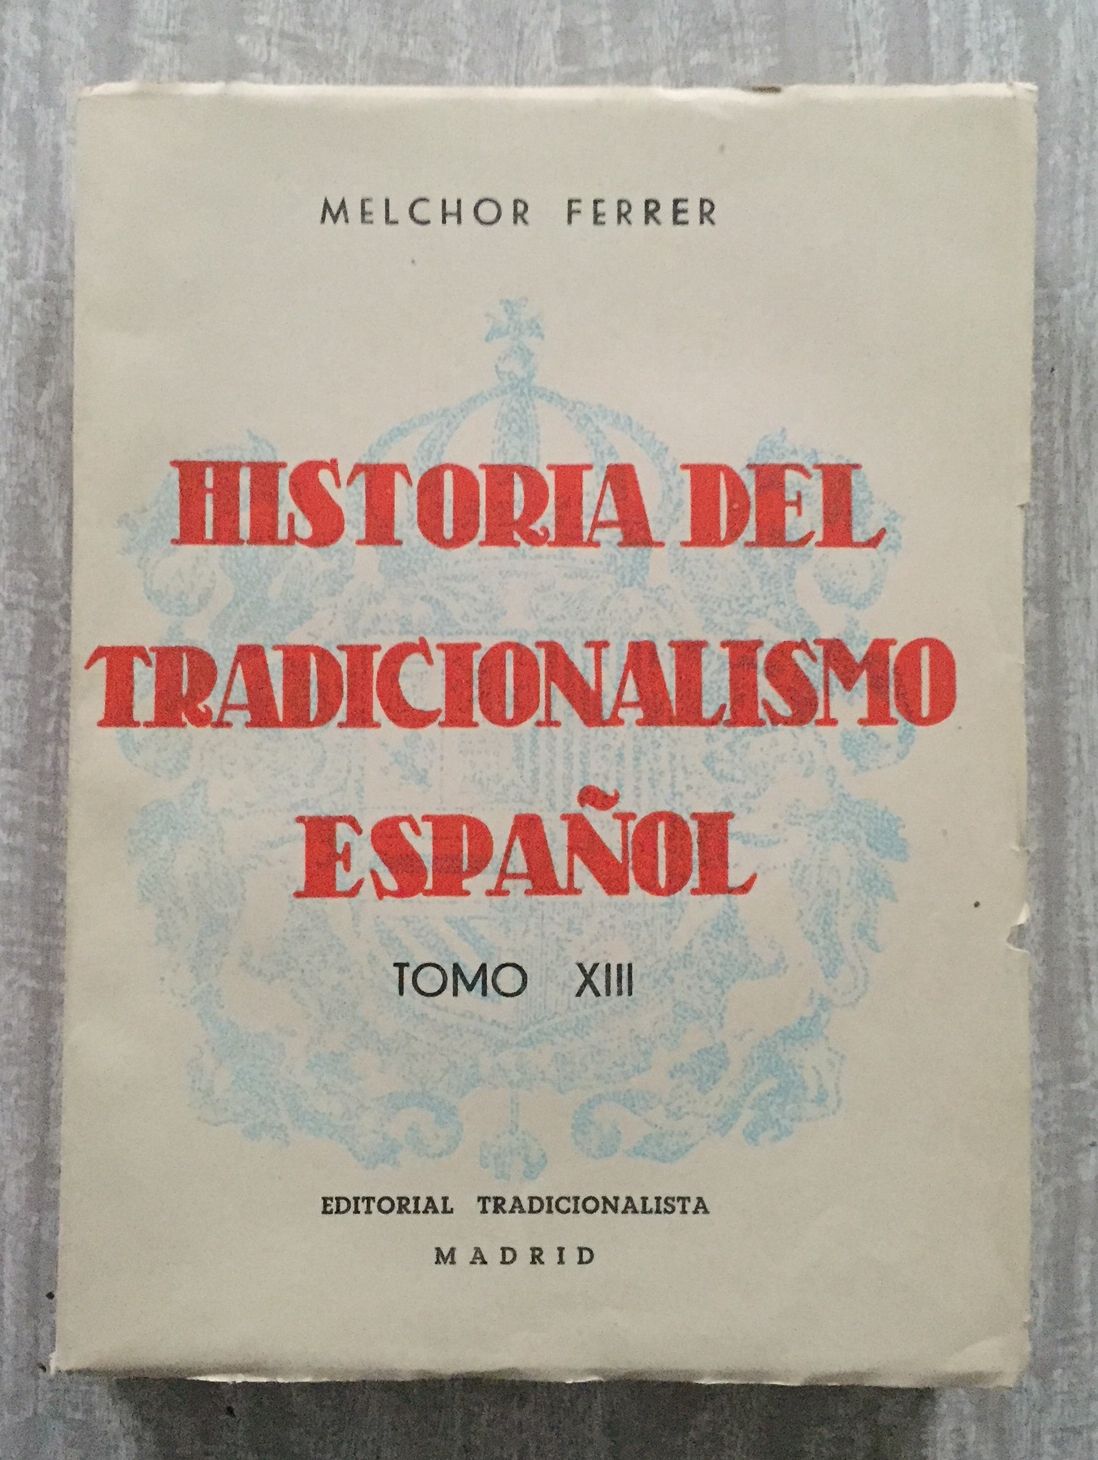 MELCHOR FERRER
HISTORIA DEL
TRADICIONALISMO
ESPAÑOL
TOMO XIII
EDITORIAL TRADICIONALISTA
MADRID